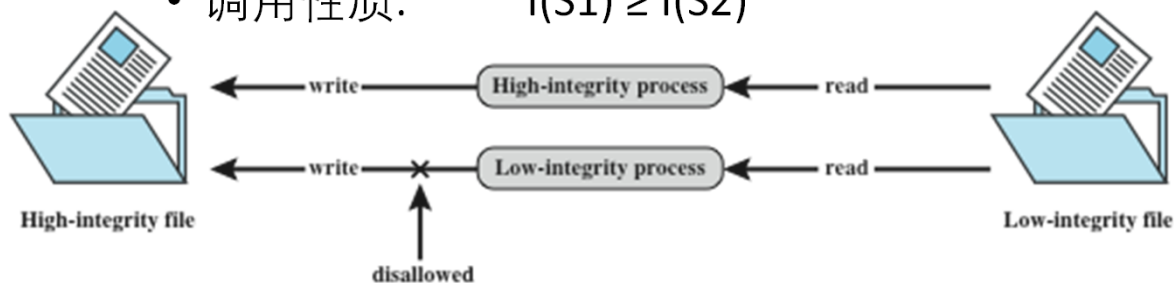 • 调用性质: I(S1) ≥ I(S2)
write High-integrity process read
write Low-integrity process read
High-integrity file Low-integrity file
disallowed